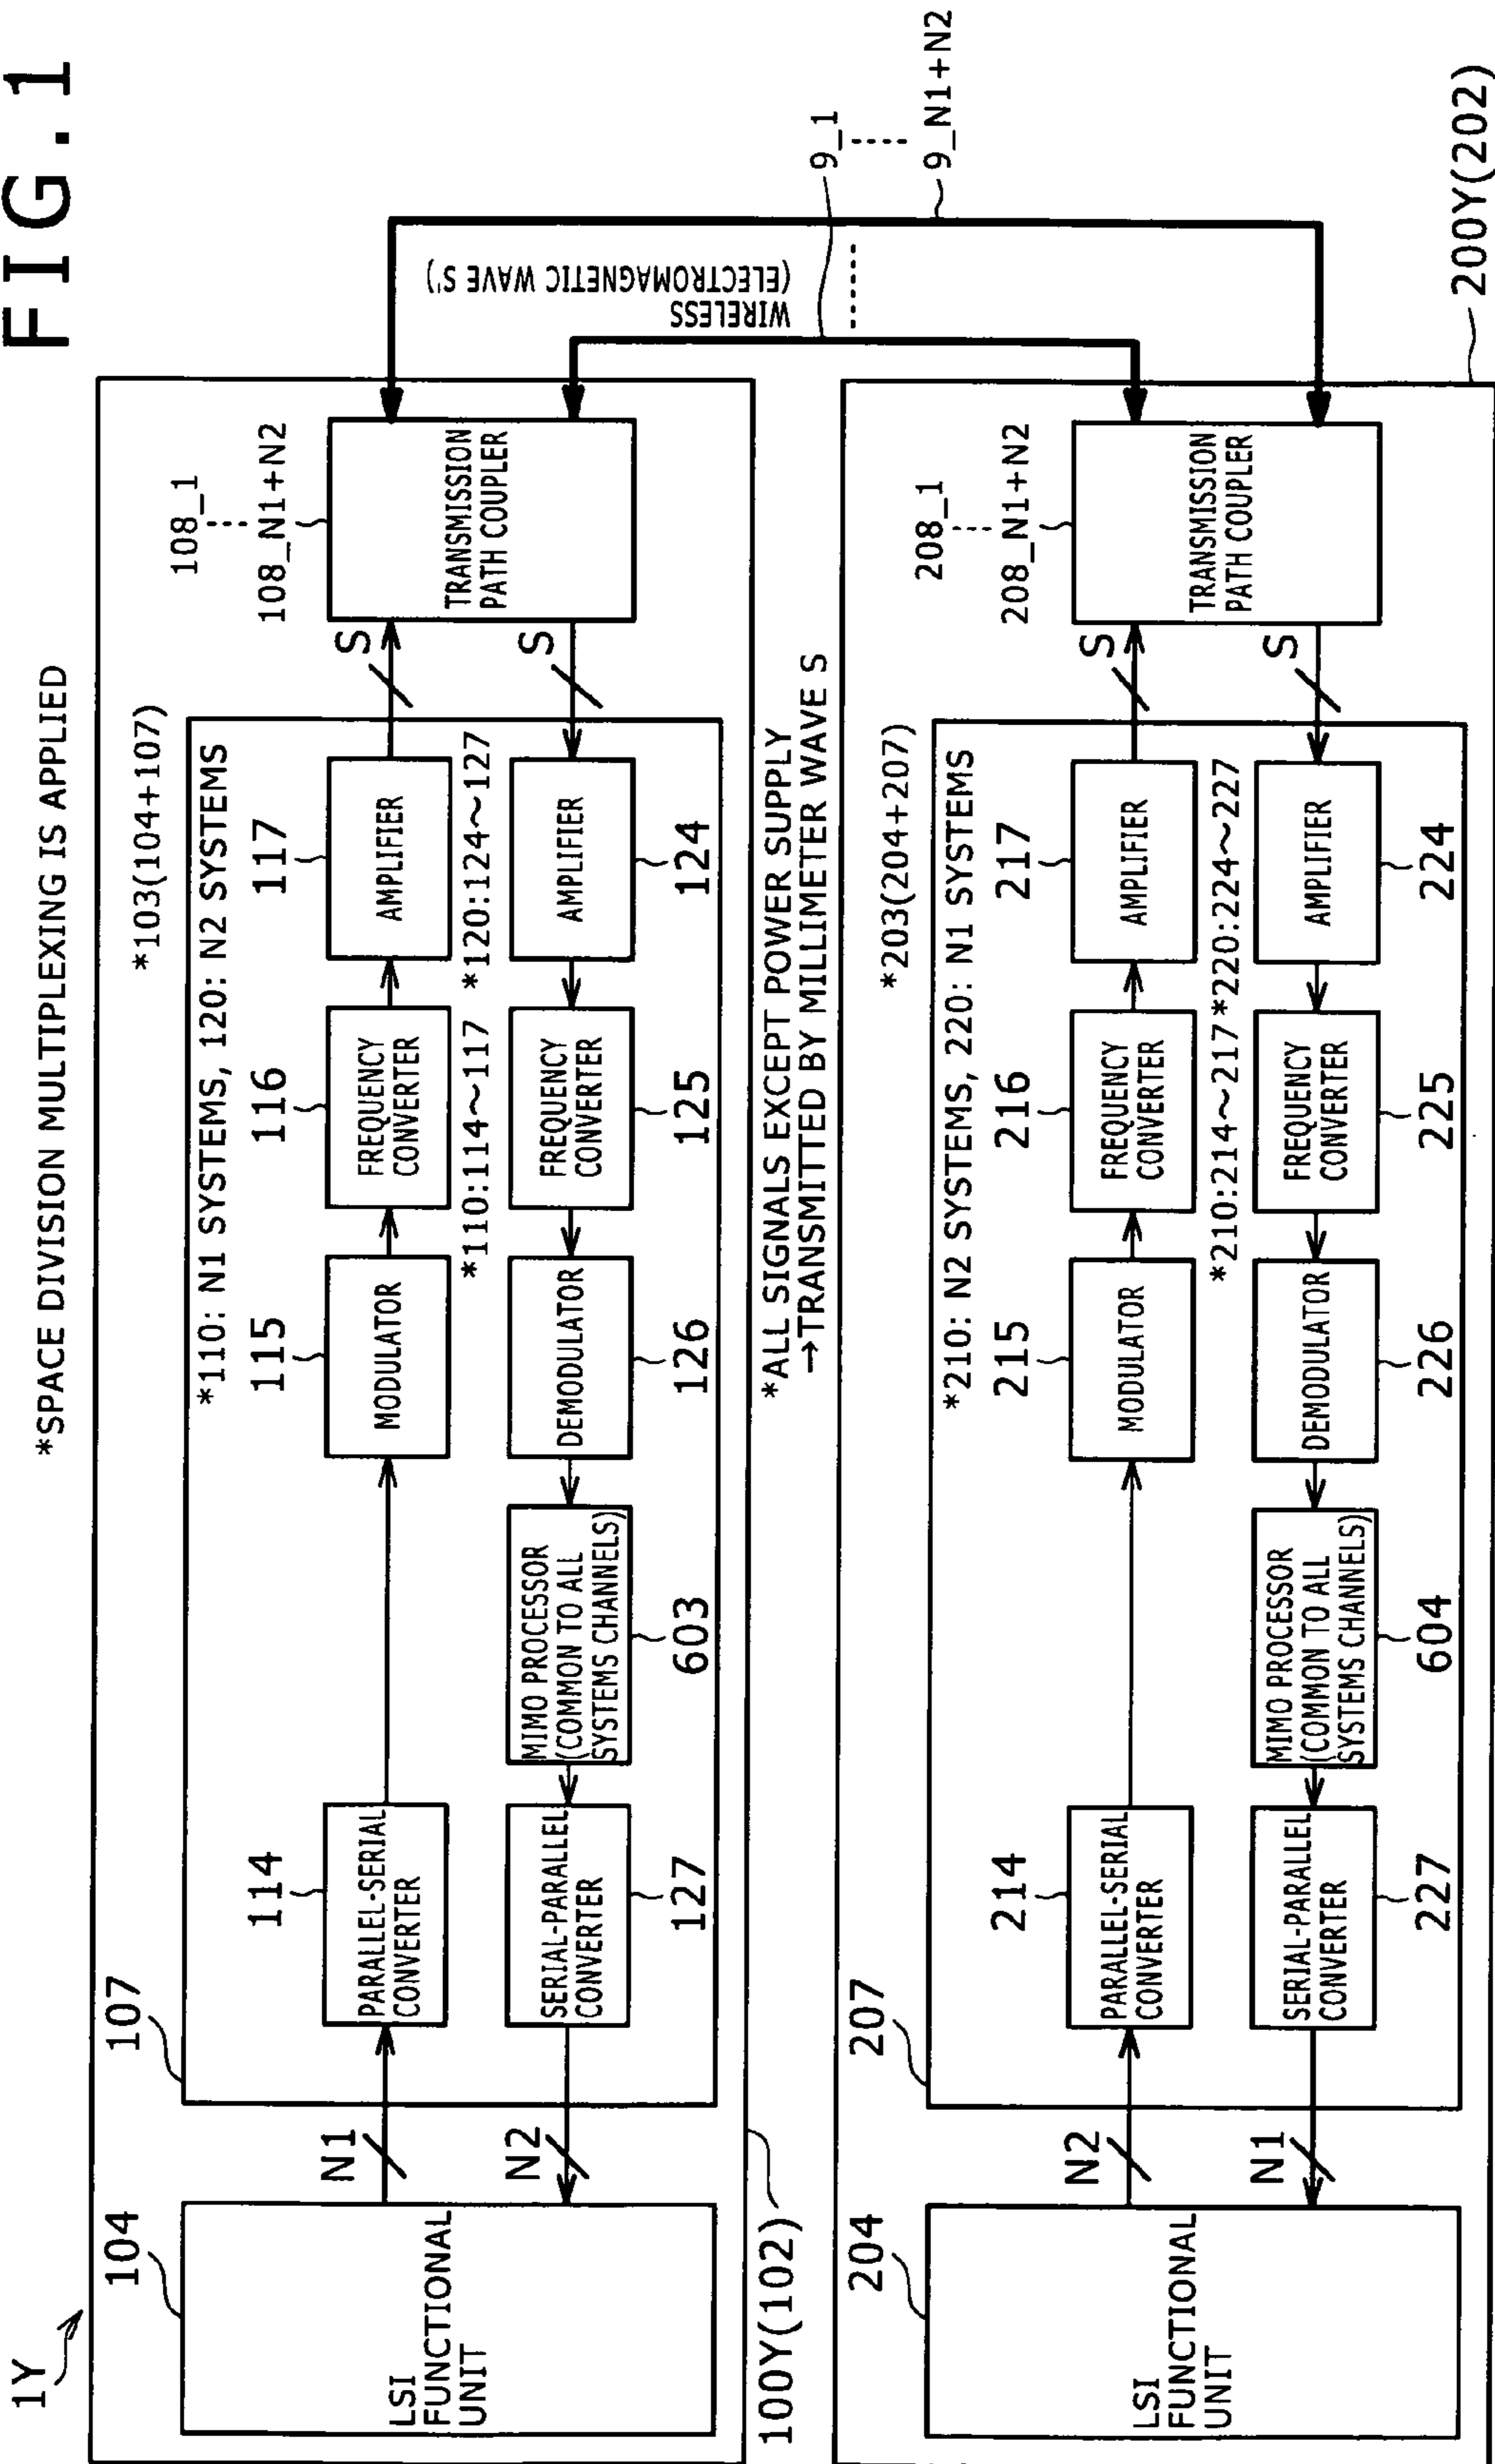 FIG.1
1Y
*SPACE DIVISION MULTIPLEXING IS APPLIED
104
107
*103(104+107)
108_1
108_N1+N2
*110: N1 SYSTEMS, 120: N2 SYSTEMS
114
115
116
117
LSI
FUNCTIONAL
UNIT
N1
PARALLEL-SERIAL
CONVERTER
MODULATOR
FREQUENCY
CONVERTER
AMPLIFIER
S
TRANSMISSION
PATH COUPLER
*110:114~117
*120:124~127
N2
SERIAL-PARALLEL
CONVERTER
MIMO PROCESSOR
(COMMON TO ALL
SYSTEMS CHANNELS)
DEMODULATOR
FREQUENCY
CONVERTER
AMPLIFIER
S
127
603
126
125
124
100Y(102)
*ALL SIGNALS EXCEPT POWER SUPPLY
→TRANSMITTED BY MILLIMETER WAVE S
WIRELESS
(ELECTROMAGNETIC WAVE S')
9_1
9_N1+N2
204
207
*203(204+207)
208_1
208_N1+N2
*210: N2 SYSTEMS, 220: N1 SYSTEMS
214
215
216
217
LSI
FUNCTIONAL
UNIT
N2
PARALLEL-SERIAL
CONVERTER
MODULATOR
FREQUENCY
CONVERTER
AMPLIFIER
S
TRANSMISSION
PATH COUPLER
*210:214~217
*220:224~227
N1
SERIAL-PARALLEL
CONVERTER
MIMO PROCESSOR
(COMMON TO ALL
SYSTEMS CHANNELS)
DEMODULATOR
FREQUENCY
CONVERTER
AMPLIFIER
S
227
604
226
225
224
200Y(202)